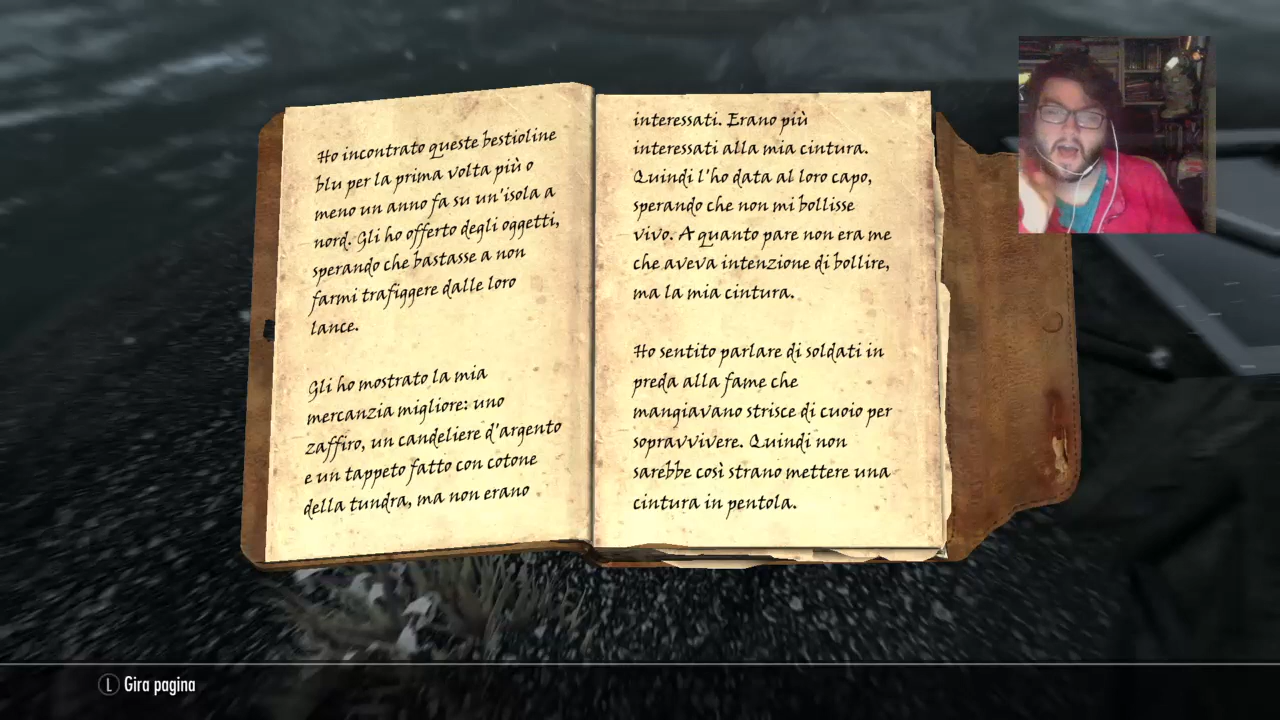 Ho incontrato queste bestioline
blu per la prima volta più o
meno un anno fa su un'isola a
nord. Gli ho offerto degli oggetti,
sperando che bastasse a non
farmi trafiggere dalle loro
lance.
Gli ho mostrato la mia
mercanzia migliore: uno
zaffiro, un candeliere d'argento
e un tappeto fatto con cotone
della tundra, ma non erano
interessati. Erano più
interessati alla mia cintura.
Quindi l'ho data al loro capo,
sperando che non mi bollisse
vivo. A quanto pare non era me
che aveva intenzione di bollire,
ma la mia cintura.
Ho sentito parlare di soldati in
preda alla fame che
mangiavano strisce di cuoio per
sopravvivere. Quindi non
sarebbe così strano mettere una
cintura in pentola.
L Gira pagina